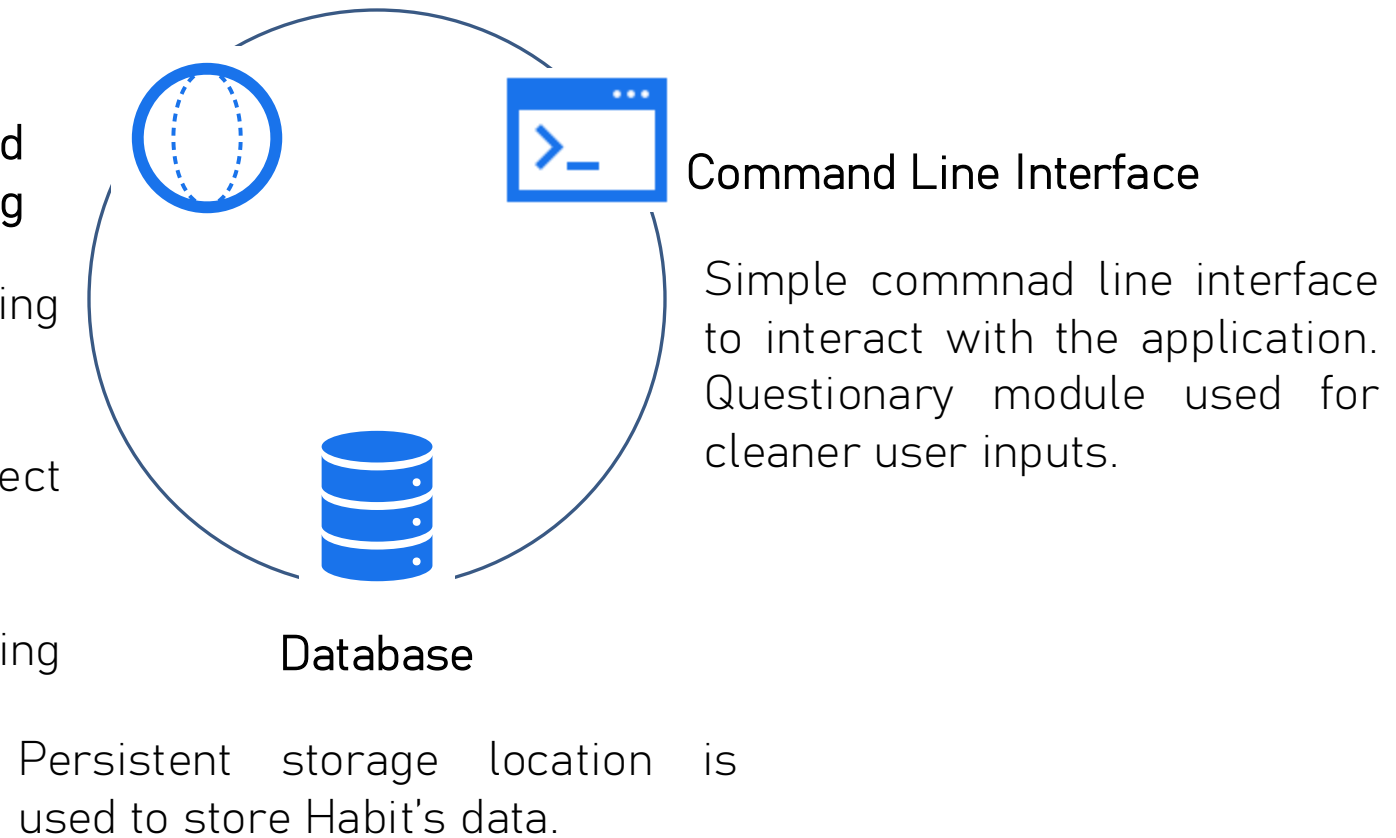 d
g
ing
ect
ing
Command Line Interface
Simple commnad line interface
to interact with the application.
Questionary module used for
cleaner user inputs.
Database
Persistent storage location is
used to store Habit's data.